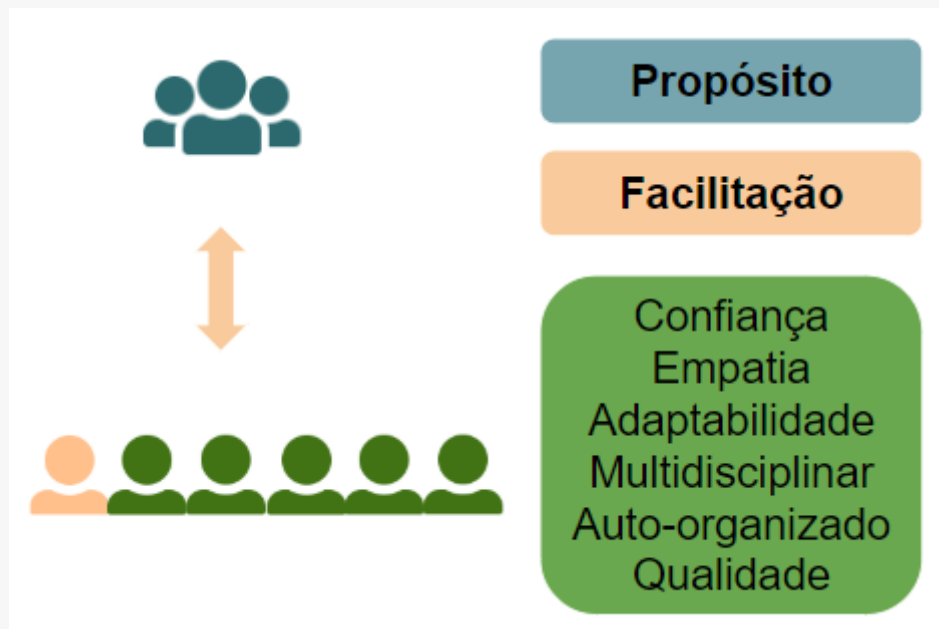 Propósito
Facilitação
Confiança
Empatia
Adaptabilidade
Multidisciplinar
Auto-organizado
Qualidade